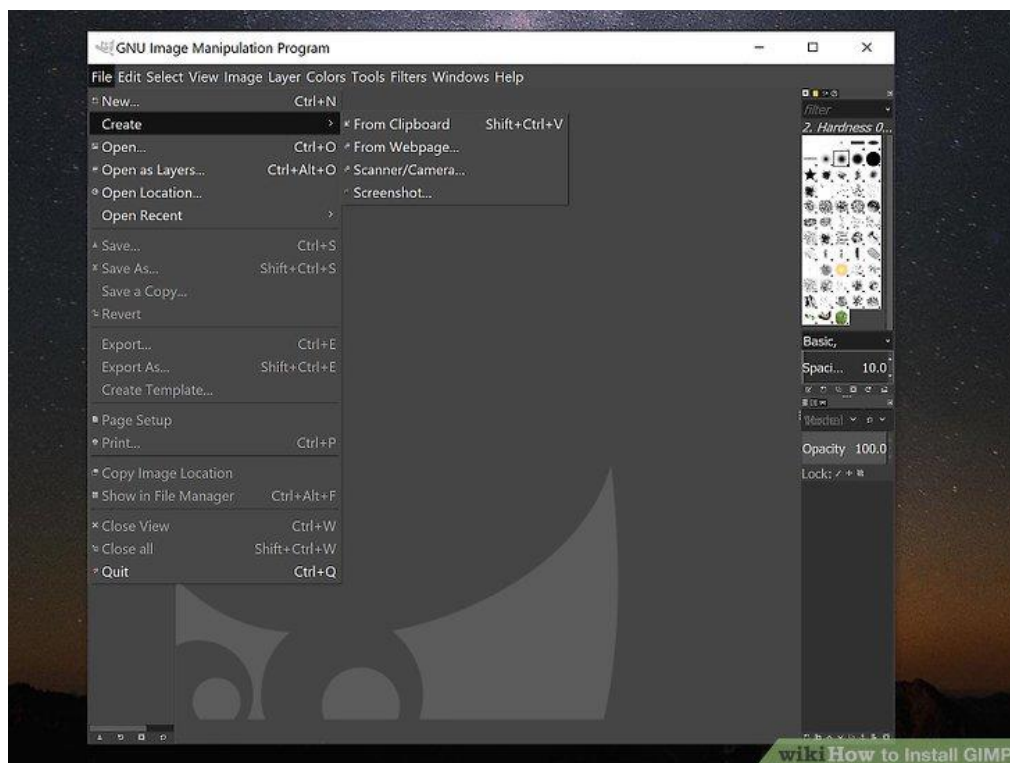 GNU Image Manipulation Program
File Edit Select View Image Layer Colors Tools Filters Windows Help
New... Ctrl+N
Create
Open... Ctrl+O
Open as Layers... Ctrl+Alt+O
Open Location...
Open Recent
Save... Ctrl+S
Save As... Shift+Ctrl+S
Save a Copy...
Revert
Export... Ctrl+E
Export As... Shift+Ctrl+E
Create Template...
Page Setup
Print... Ctrl+P
Copy Image Location
Show in File Manager Ctrl+Alt+F
Close View Ctrl+W
Close all Shift+Ctrl+W
Quit Ctrl+Q
From Clipboard Shift+Ctrl+V
From Webpage...
Scanner/Camera...
Screenshot...
filter
2. Hardness 0...
Basic,
Spaci... 10.0
Opacity 100.0
Lock:
wikiHow to Install GIMP